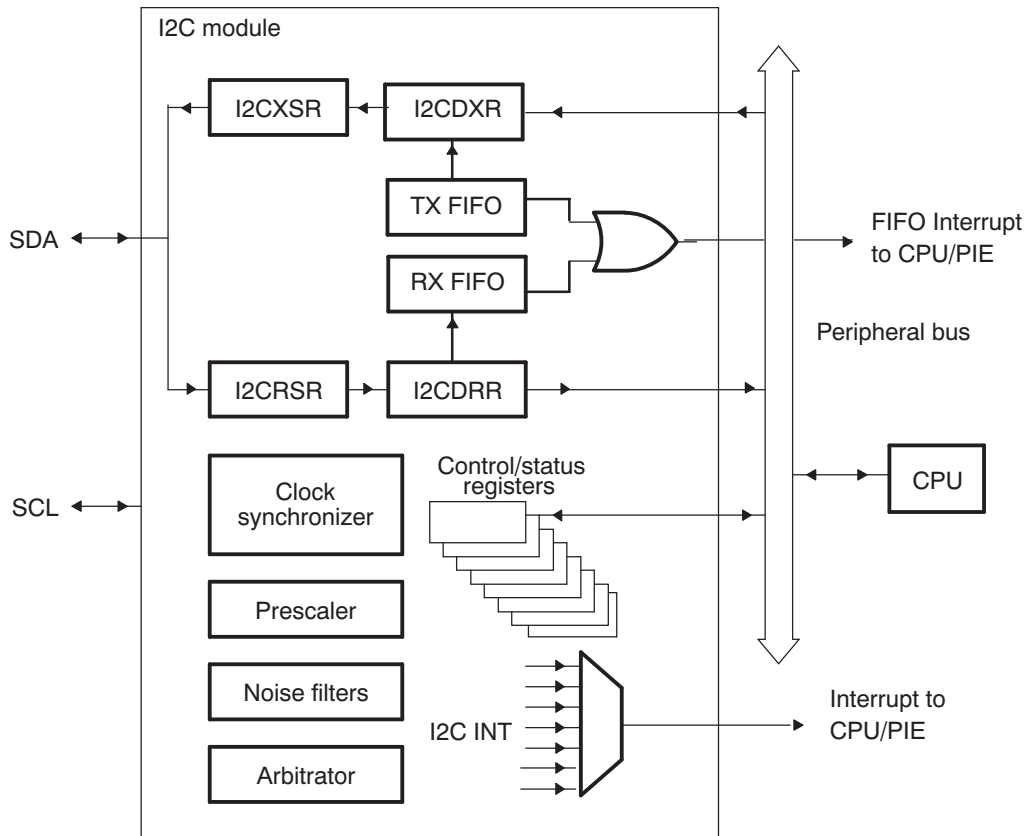 I2C module
I2CXSR
I2CDXR
TX FIFO
SDA
FIFO Interrupt
to CPU/PIE
RX FIFO
Peripheral bus
I2CRSR
I2CDRR
Control/status
registers
CPU
SCL
Clock
synchronizer
Prescaler
Noise filters
I2C INT
Interrupt to
CPU/PIE
Arbitrator